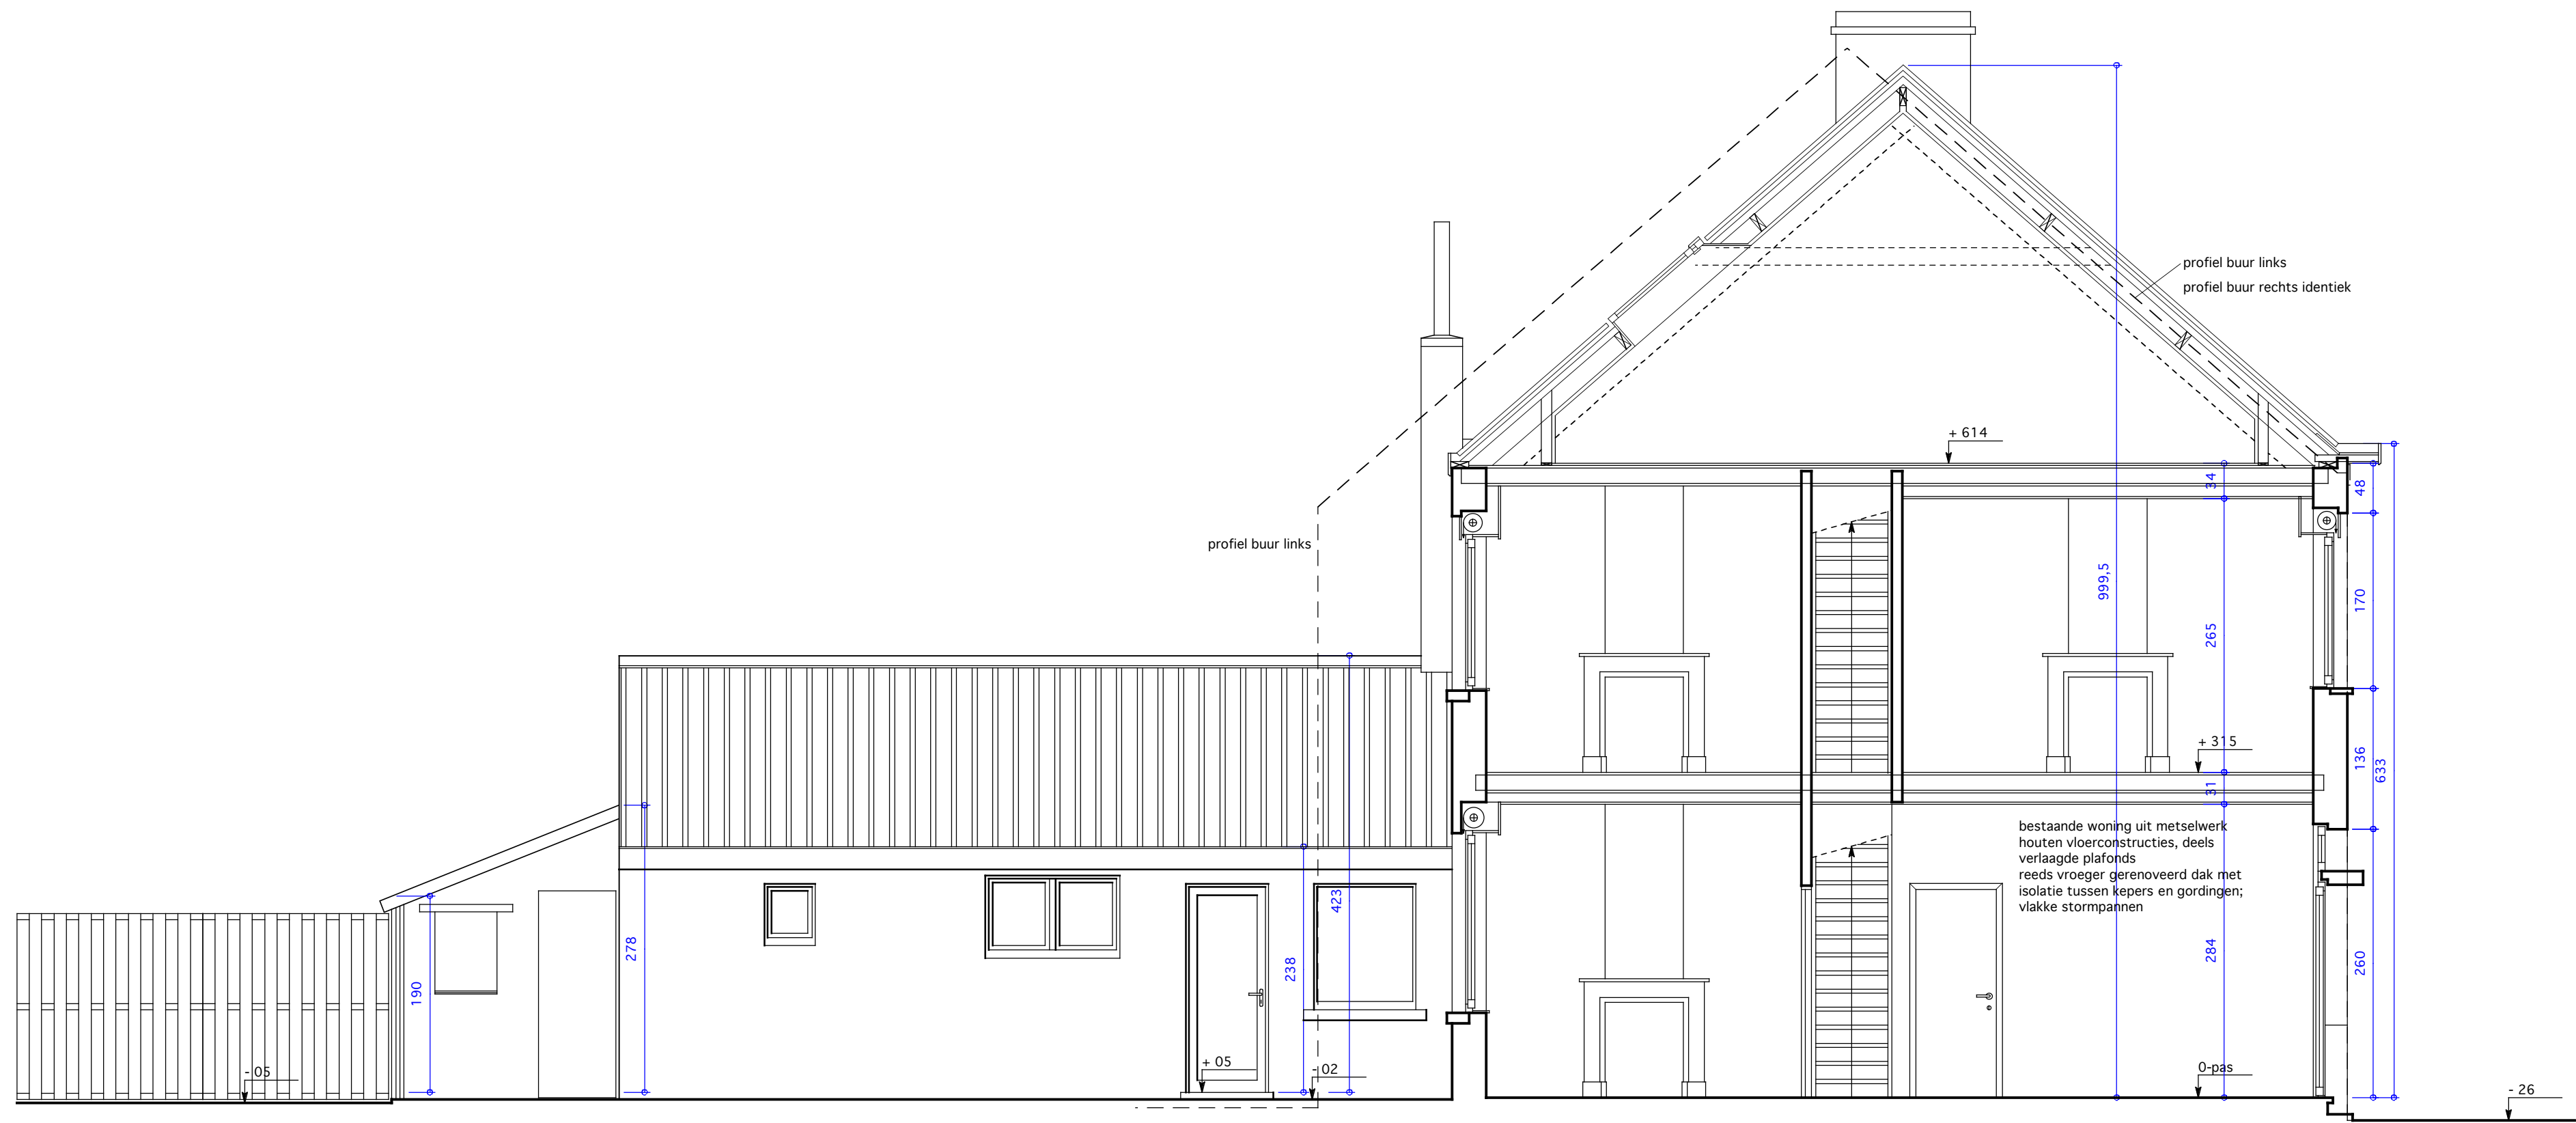 profiel buur links
profiel buur rechts identiek
+ 614
34
48
profiel buur links
999,5
170
265
+ 315
136
633
31
bestaande woning uit metselwerk
houten vloerconstructies, deels
verlaagde plafonds
reeds vroeger gerenoveerd dak met
isolatie tussen kepers en gordingen;
vlakke stormpannen
423
278
238
284
260
190
- 05
+ 05
- 02
0-pas
- 26